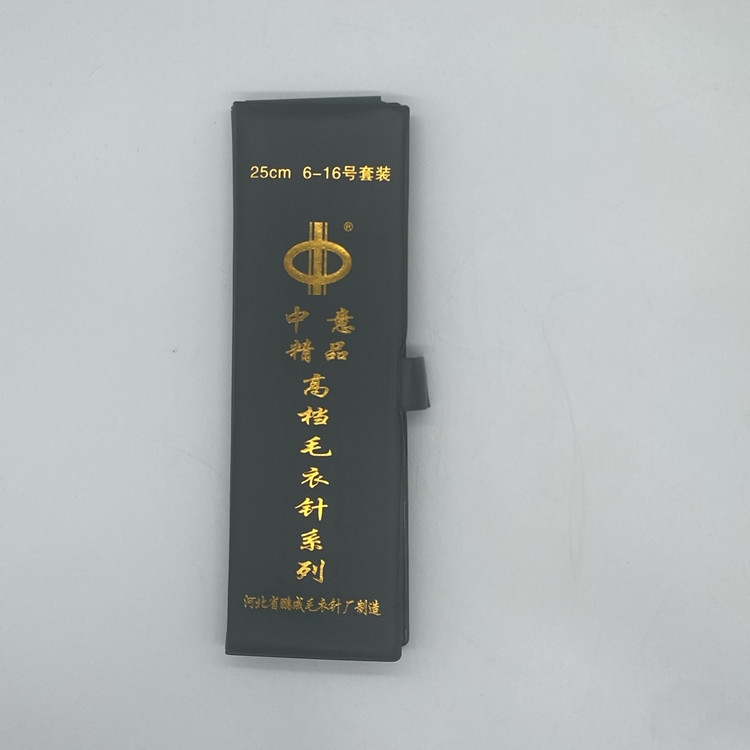 25cm 6-16号套装
®
中意
精品
高档毛衣针系列
河北省鹏成毛衣针厂制造